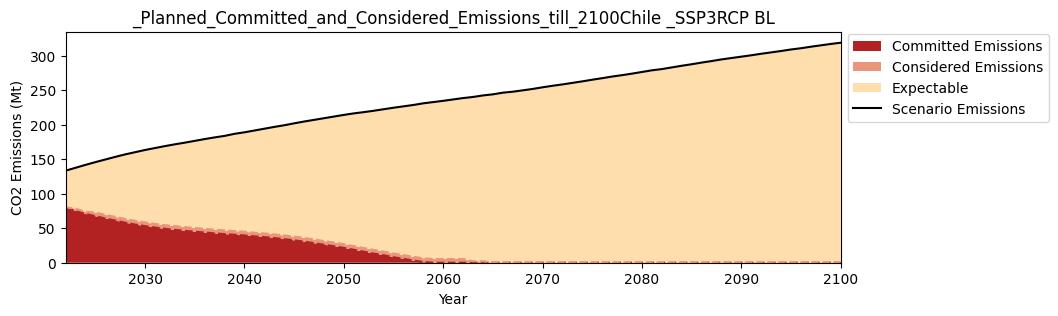 _Planned_Committed_and_Considered_Emissions_till_2100Chile _SSP3RCP BL
CO2 Emissions (Mt)
300
250
200
150
100
50
0
2030 2040 2050 2060 2070 2080 2090 2100
Year
Committed Emissions
Considered Emissions
Expectable
Scenario Emissions